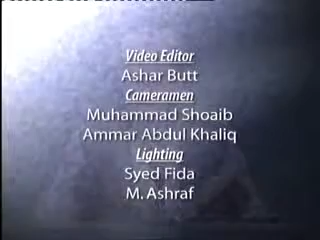 Video Editor
Ashar Butt
Cameramen
Muhammad Shoaib
Ammar Abdul Khaliq
Lighting
Syed Fida
M. Ashraf